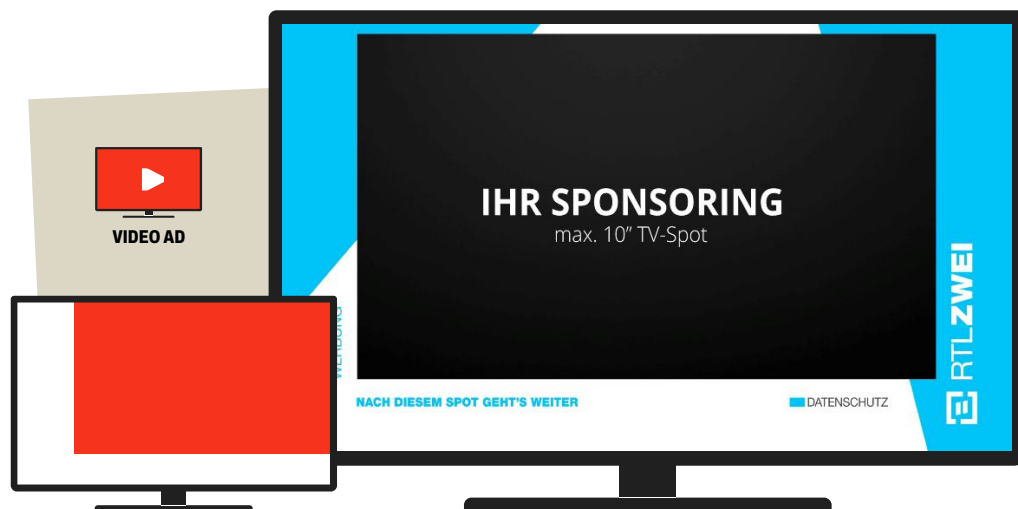 VIDEO AD
IHR SPONSORING
max. 10” TV-Spot
NACH DIESEM SPOT GEHT'S WEITER
DATENSCHUTZ
RTLZWEI